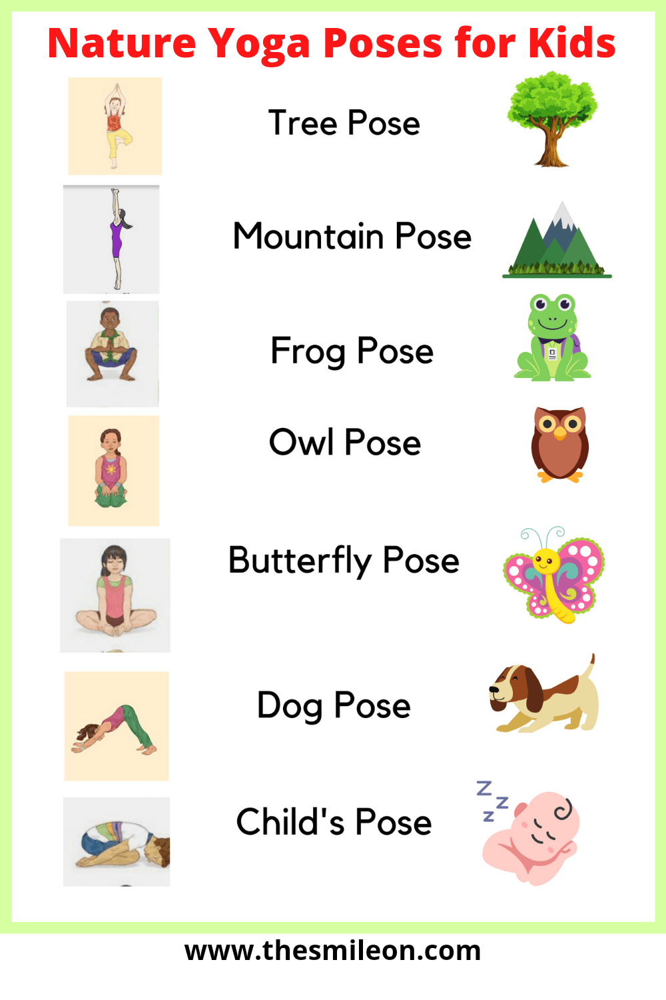 Nature Yoga Poses for Kids
Tree Pose
Mountain Pose
Frog Pose
Owl Pose
Butterfly Pose
Dog Pose
Child's Pose
Z
Z
Z
www.thesmileon.com